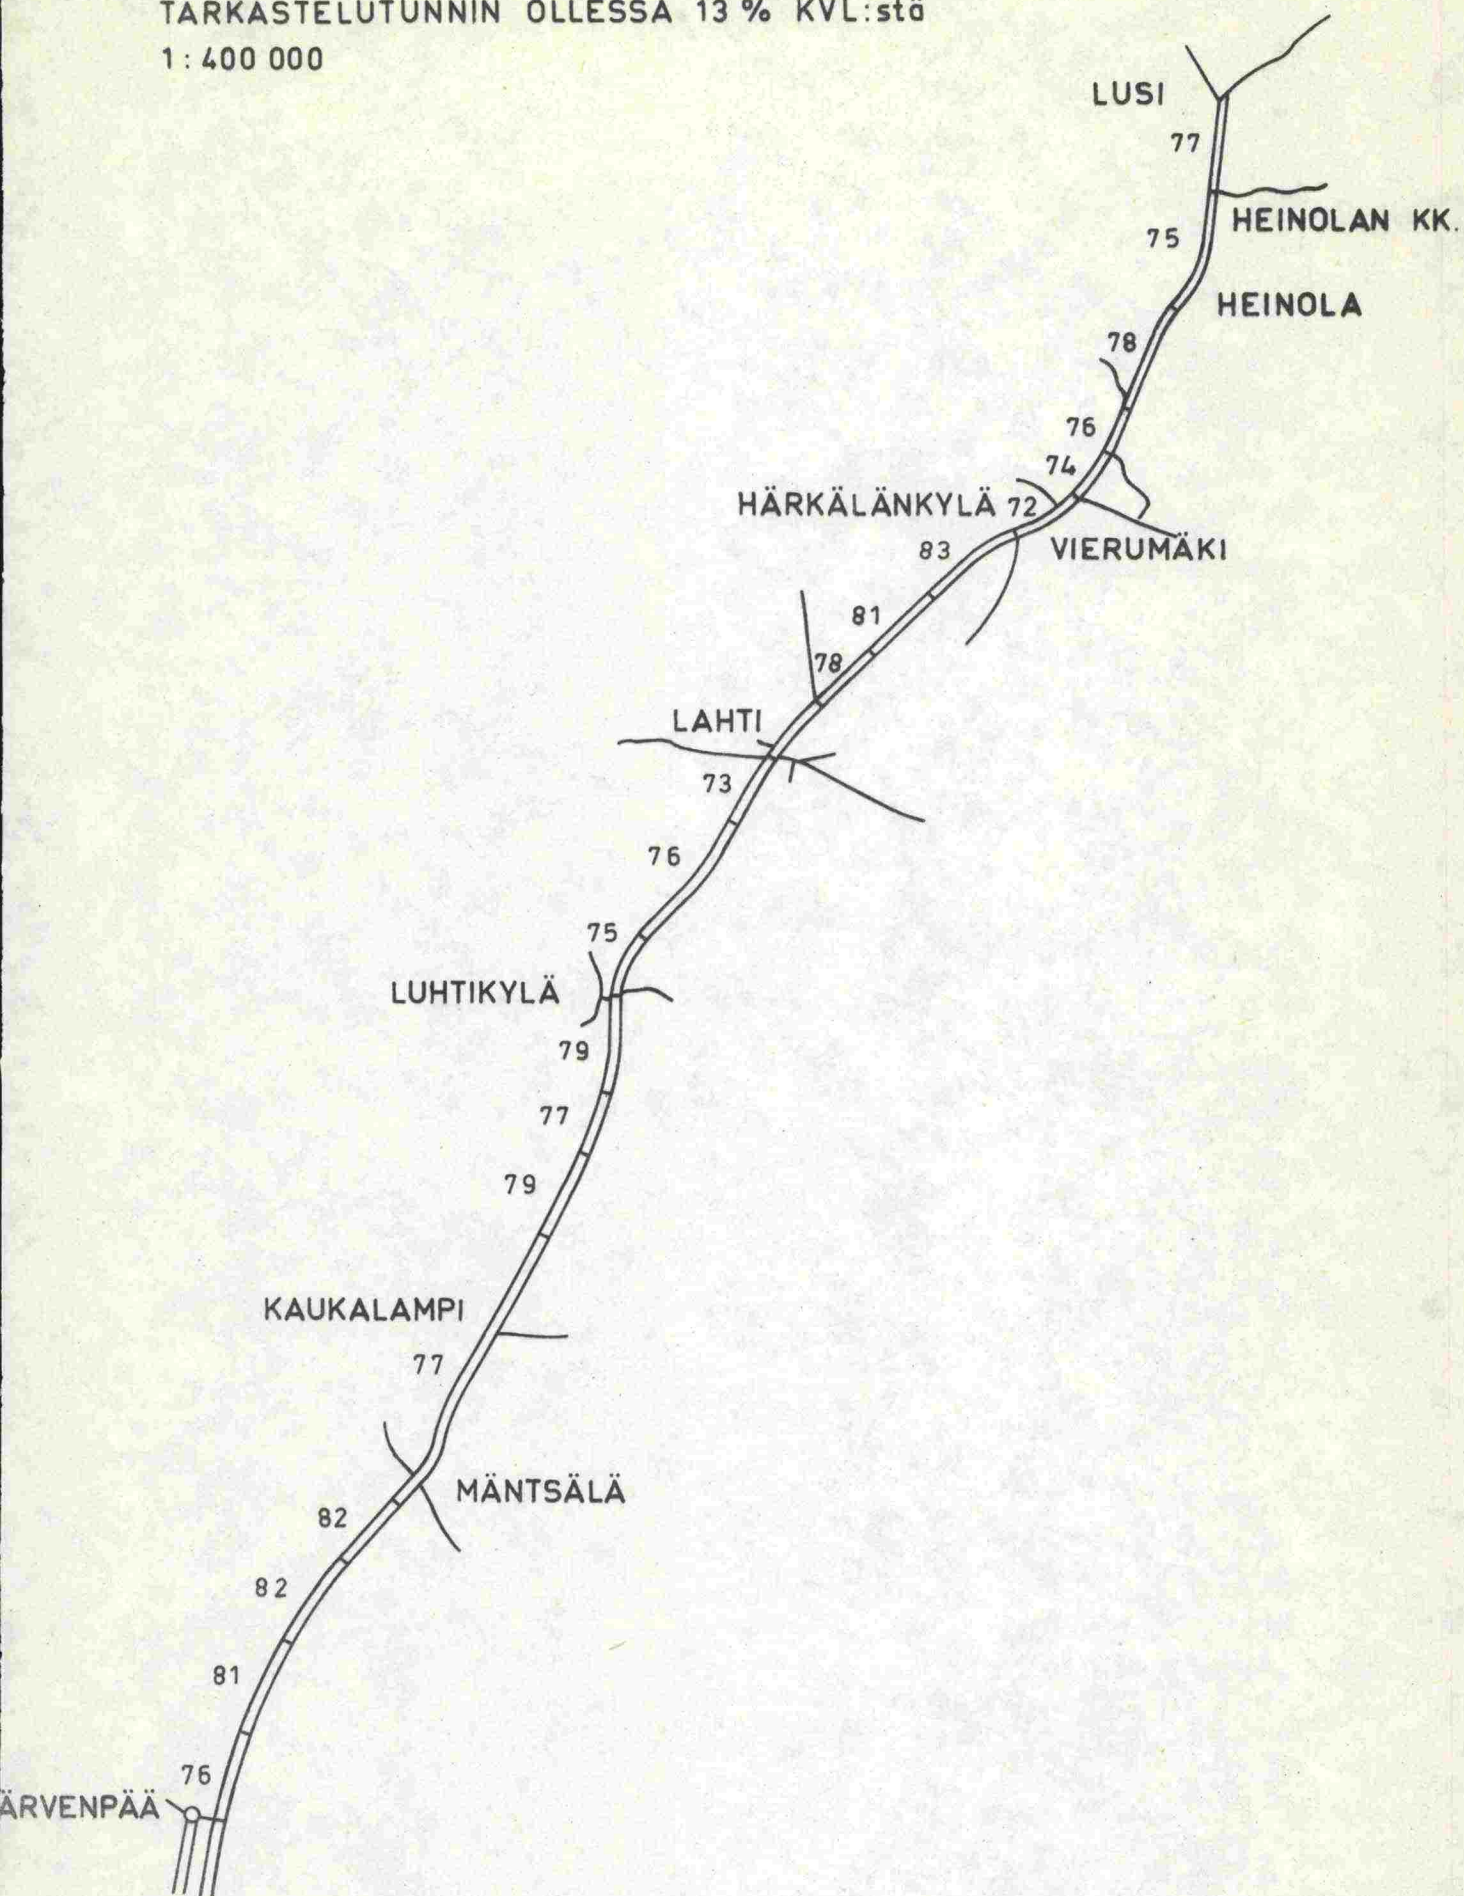 TARKASTELUTUNNIN OLLESSA 13 % KVL:stä
1 : 400 000
LUSI
77
HEINOLAN KK.
75
HEINOLA
78
76
74
HÄRKÄLÄNKYLÄ 72
VIERUMÄKI
83
81
78
LAHTI
73
76
75
LUHTIKYLÄ
79
77
79
KAUKALAMPI
77
MÄNTSÄLÄ
82
82
81
76
ÄRVENPÄÄ